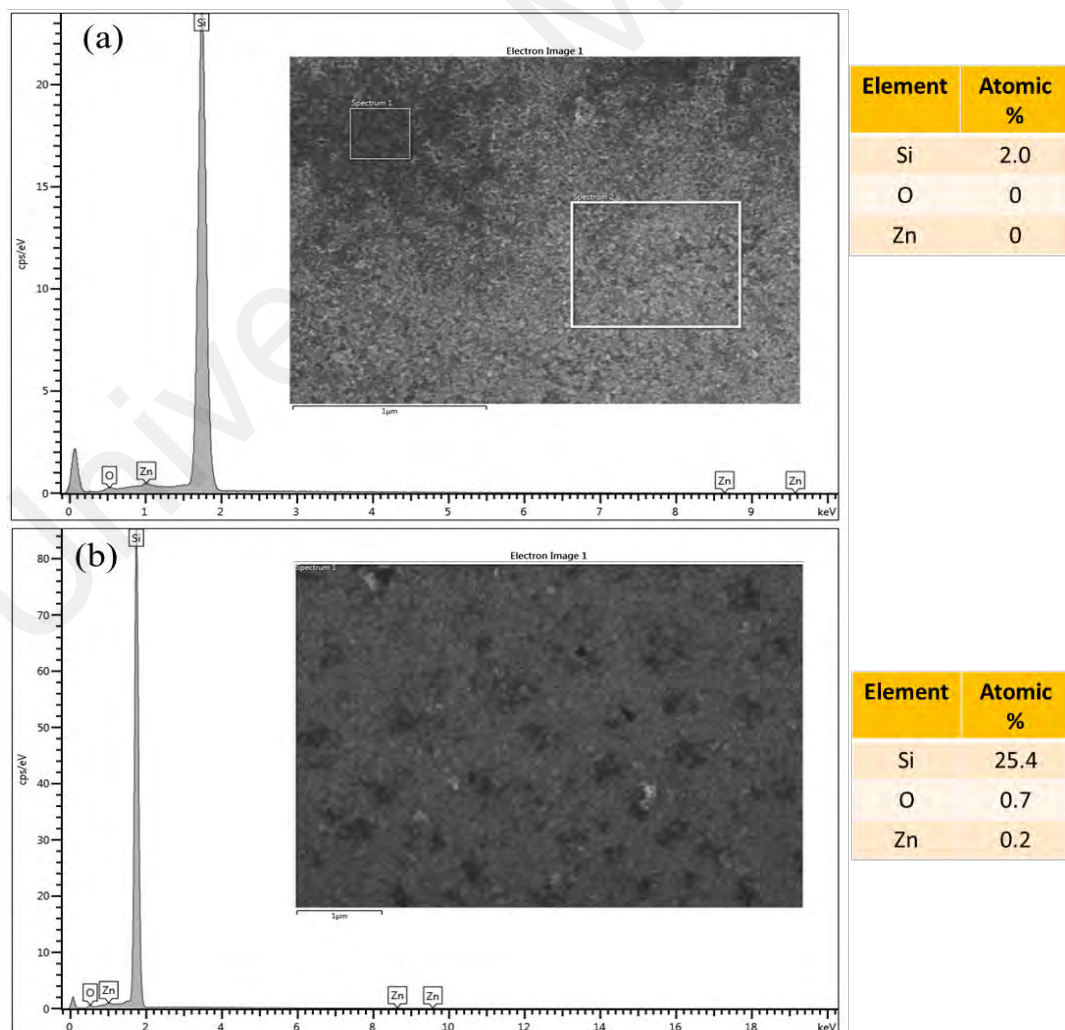 (a)
Si
Electron Image 1
Spectrum 1
Spectrum 2
1μm
cps/eV
20
15
10
5
0
O
Zn
Zn
Zn
0 1 2 3 4 5 6 7 8 9 keV
Element Atomic %
Si 2.0
O 0
Zn 0
(b)
Si
Electron Image 1
Spectrum 1
1μm
cps/eV
80
70
60
50
40
30
20
10
0
O
Zn
Zn
Zn
0 2 4 6 8 10 12 14 16 18 keV
Element Atomic %
Si 25.4
O 0.7
Zn 0.2